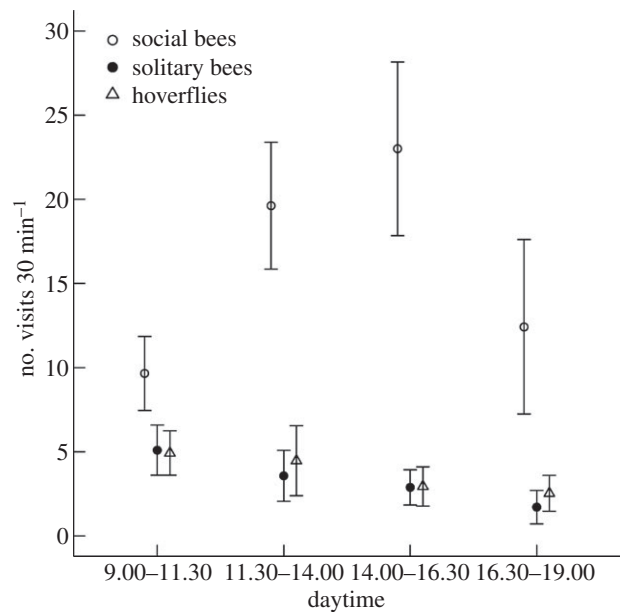 30
25
20
15
10
5
0
no. visits 30 min⁻¹
social bees
solitary bees
hoverflies
9.00–11.30 11.30–14.00 14.00–16.30 16.30–19.00
daytime